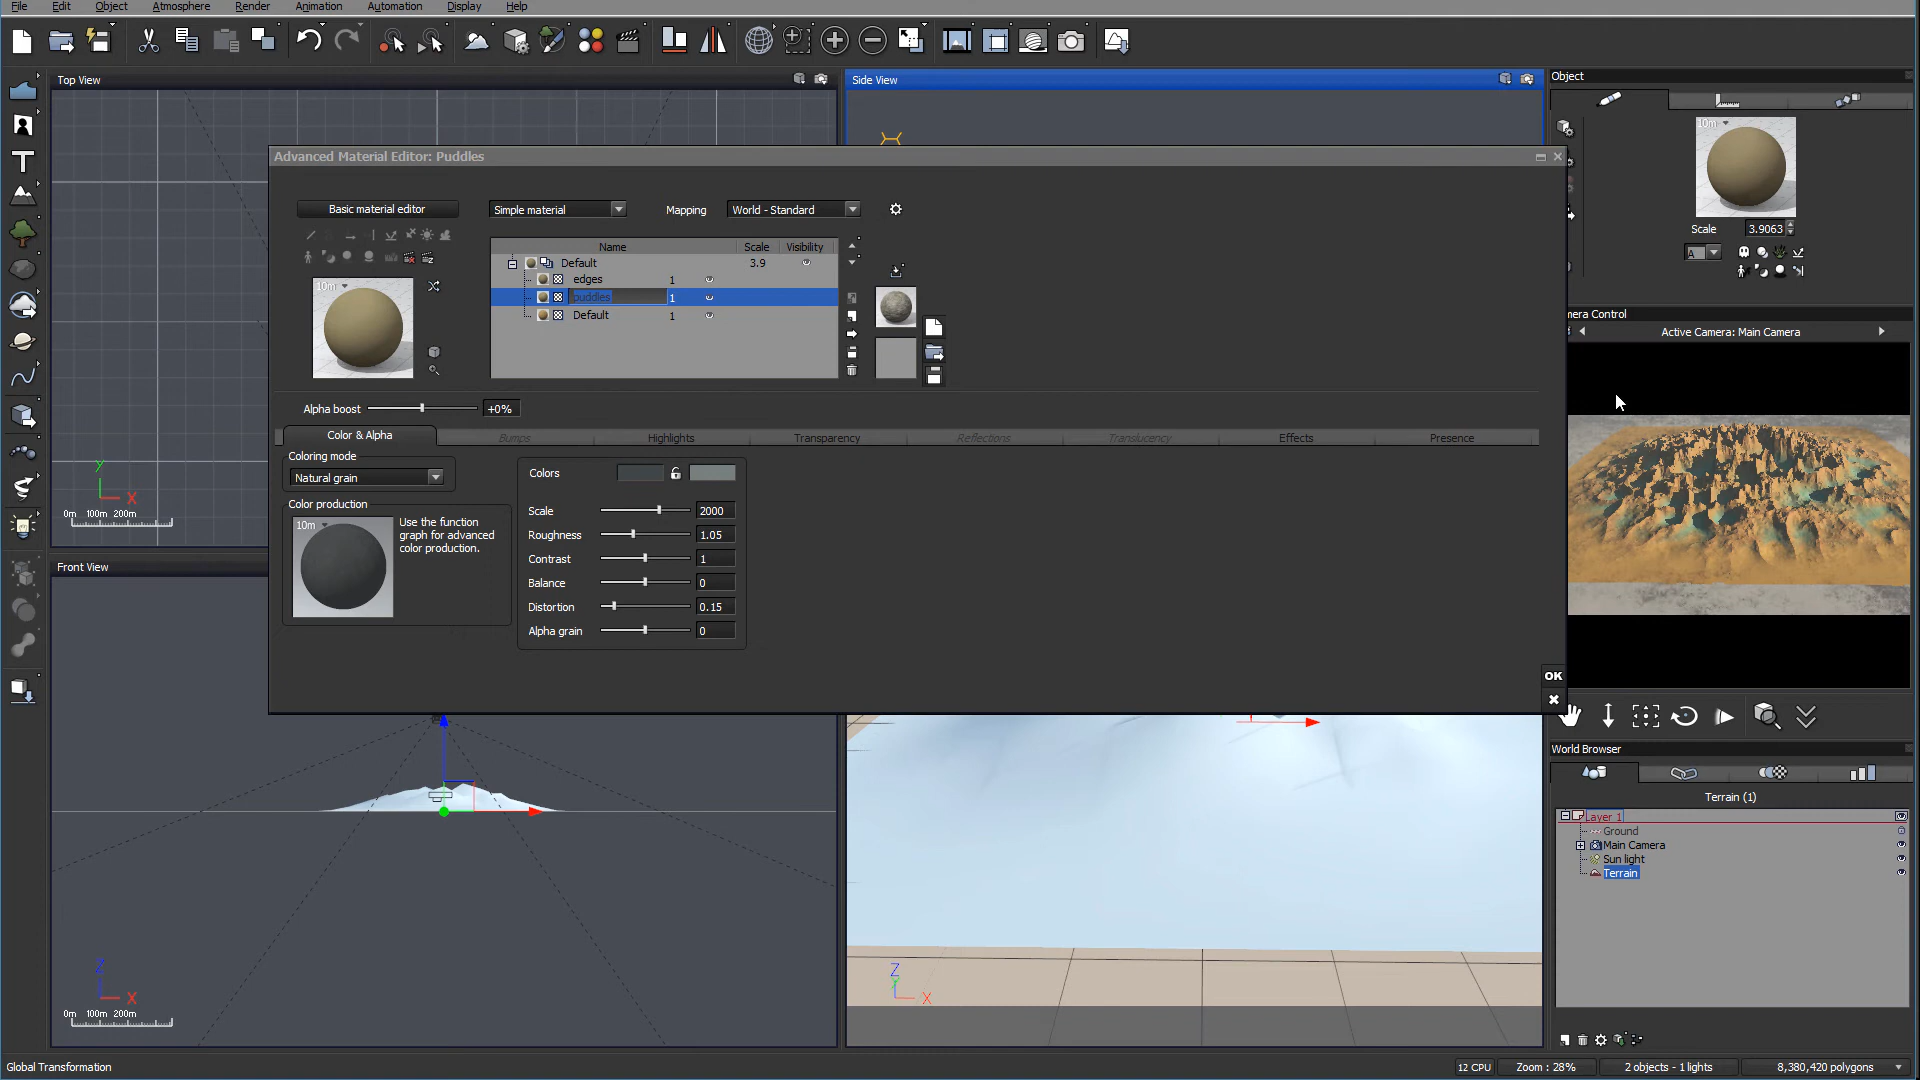 File Edit Object Atmosphere Render Animation Automation Display Help
Top View
Side View
Object
Advanced Material Editor: Puddles
Basic material editor
Simple material
Mapping
World - Standard
Name Scale Visibility
Default 3.9
edges 1
puddles 1
Default 1
10m
Alpha boost +0%
Color & Alpha Bumps Highlights Transparency Reflections Translucency Effects Presence
Coloring mode
Natural grain
Color production
10m
Use the function
graph for advanced
color production.
Colors
Scale 2000
Roughness 1.05
Contrast 1
Balance 0
Distortion 0.15
Alpha grain 0
OK
10m
Scale 3.9063
A
mera Control
Active Camera: Main Camera
Y
X
0m 100m 200m
Front View
Z
X
0m 100m 200m
Z
Y
X
World Browser
Terrain (1)
Layer 1
Ground
Main Camera
Sun light
Terrain
Global Transformation
12 CPU
Zoom : 28%
2 objects - 1 lights
8,380,420 polygons